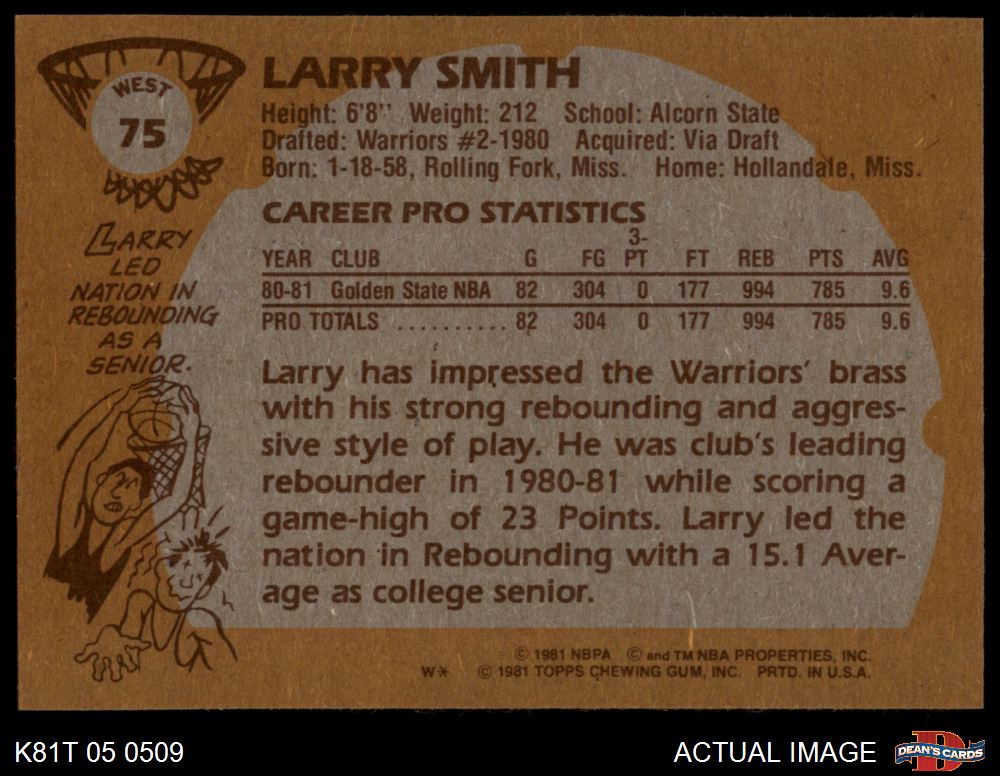 WEST
75
LARRY SMITH
Height: 6'8" Weight: 212 School: Alcorn State
Drafted: Warriors #2-1980 Acquired: Via Draft
Born: 1-18-58, Rolling Fork, Miss. Home: Hollandale, Miss.
LARRY
LED
NATION IN
REBOUNDING
AS A
SENIOR.
CAREER PRO STATISTICS
YEAR CLUB G FG 3-PT FT REB PTS AVG
80-81 Golden State NBA 82 304 0 177 994 785 9.6
PRO TOTALS .......... 82 304 0 177 994 785 9.6
Larry has impressed the Warriors' brass
with his strong rebounding and aggres-
sive style of play. He was club's leading
rebounder in 1980-81 while scoring a
game-high of 23 Points. Larry led the
nation in Rebounding with a 15.1 Aver-
age as college senior.
© 1981 NBPA © and TM NBA PROPERTIES, INC.
W* © 1981 TOPPS CHEWING GUM, INC. PRTD. IN U.S.A.
K81T 05 0509
ACTUAL IMAGE
DEAN'S CARDS